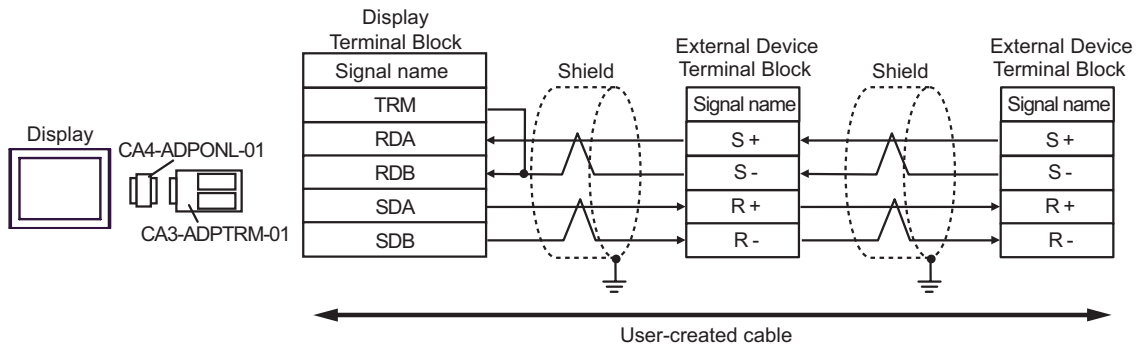 Display
CA4-ADPONL-01
CA3-ADPTRM-01
Display
Terminal Block
Signal name
TRM
RDA
RDB
SDA
SDB
Shield
External Device
Terminal Block
Signal name
S +
S -
R +
R -
Shield
External Device
Terminal Block
Signal name
S +
S -
R +
R -
User-created cable